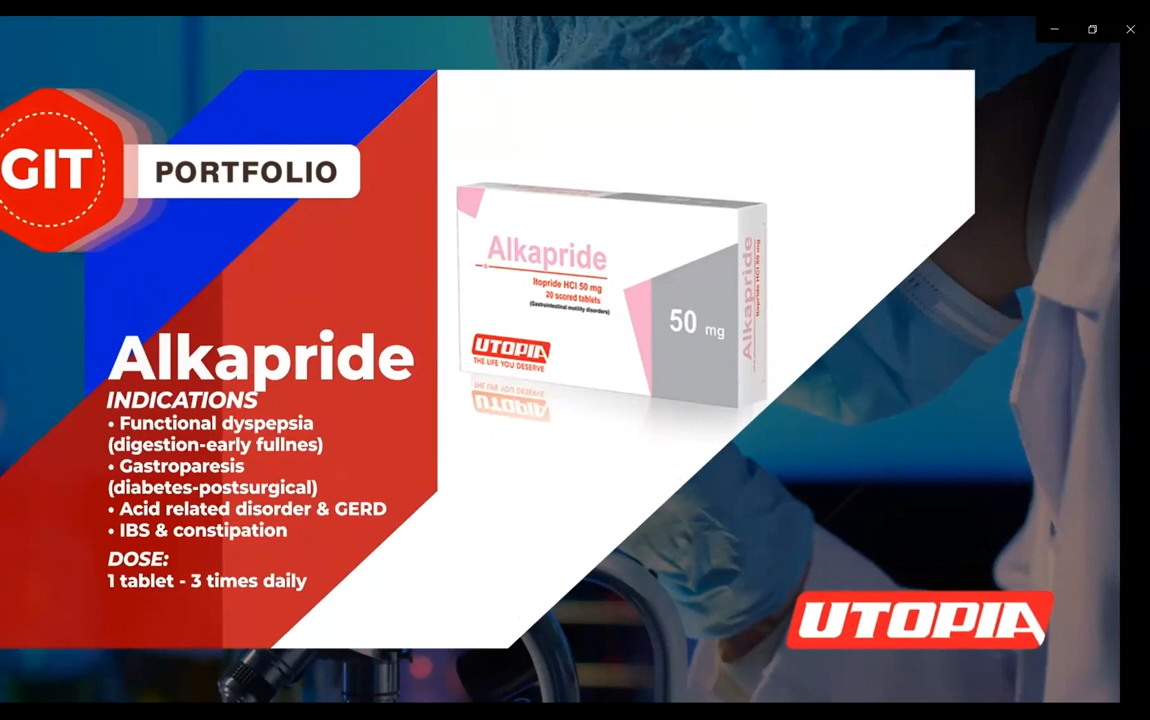 GIT
PORTFOLIO
Alkapride
INDICATIONS
• Functional dyspepsia
(digestion-early fullnes)
• Gastroparesis
(diabetes-postsurgical)
• Acid related disorder & GERD
• IBS & constipation
DOSE:
1 tablet - 3 times daily
Alkapride
Itopride HCl 50 mg
20 scored tablets
(Gastrointestinal motility disorders)
50 mg
UTOPIA
THE LIFE YOU DESERVE
Alkapride
Itopride HCl 50 mg
UTOPIA